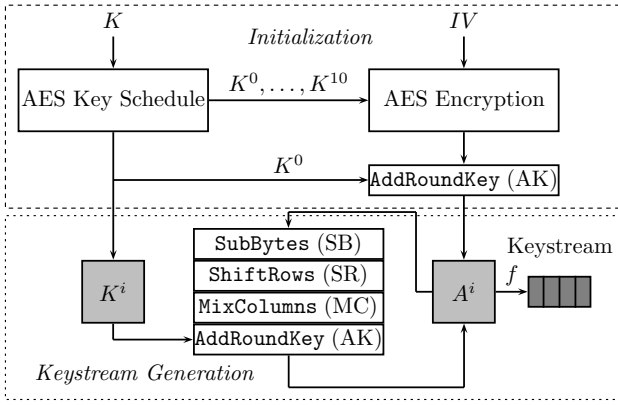 K
IV
Initialization
AES Key Schedule
K^0, . . . , K^10
AES Encryption
K^0
AddRoundKey (AK)
SubBytes (SB)
ShiftRows (SR)
MixColumns (MC)
AddRoundKey (AK)
K^i
A^i
Keystream
f
Keystream Generation